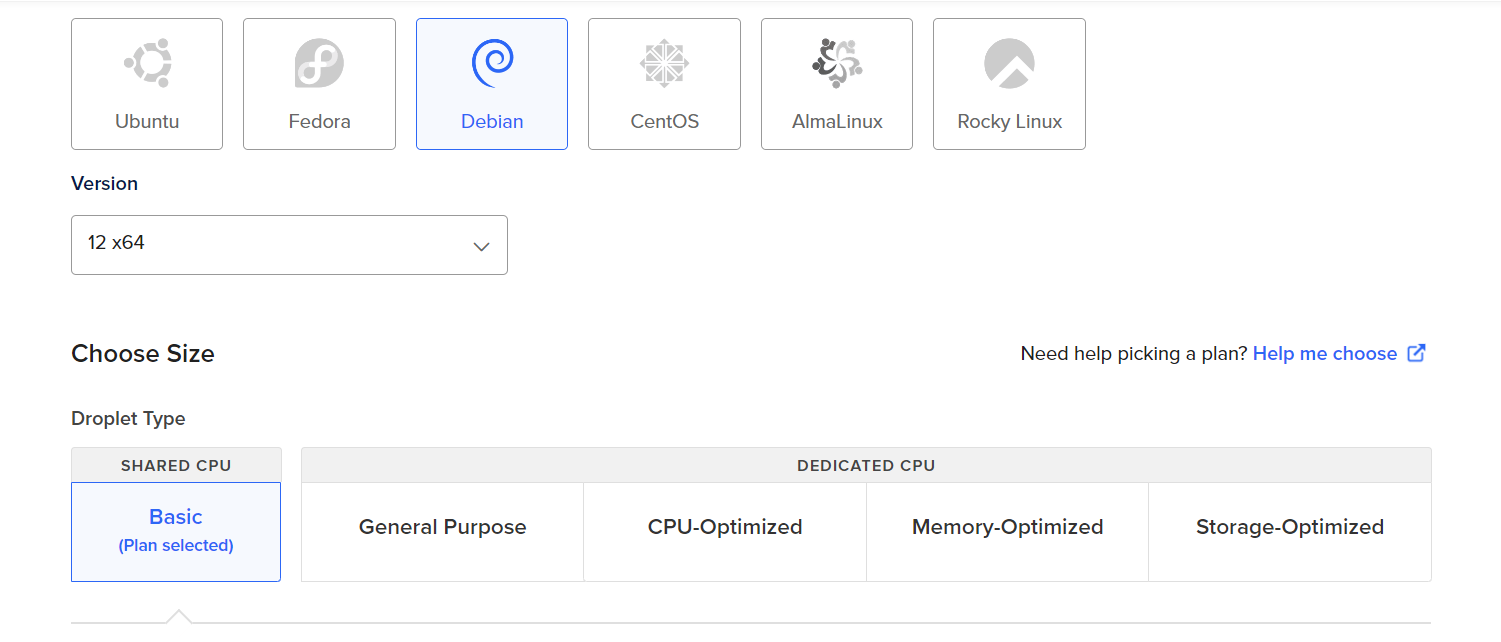 Ubuntu
Fedora
Debian
CentOS
AlmaLinux
Rocky Linux
Version
12 x64
Choose Size
Need help picking a plan? Help me choose
Droplet Type
SHARED CPU
DEDICATED CPU
Basic
(Plan selected)
General Purpose
CPU-Optimized
Memory-Optimized
Storage-Optimized